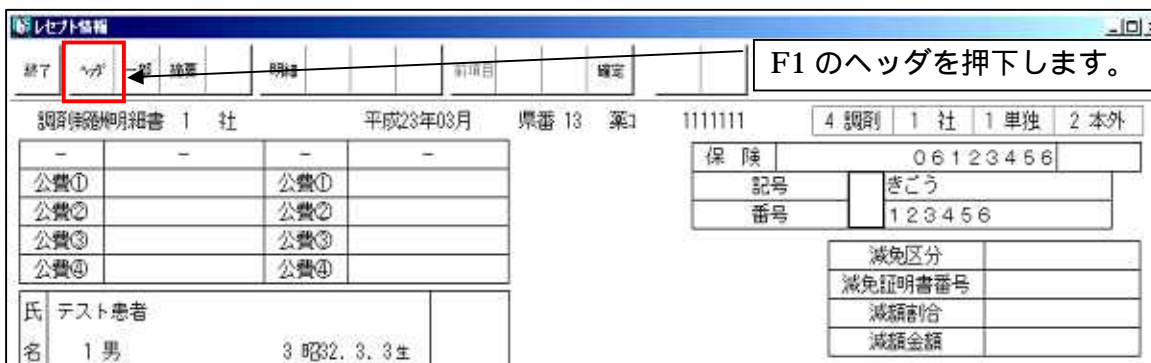 レセプト情報
終了 ヘッダ 一部 摘要 明細 前項目 確定
F1 のヘッダを押下します。
調剤報酬明細書 1 社 平成23年03月 県番 13 薬コ 1111111 4 調剤 1 社 1 単独 2 本外
− − − −
保 険 06123456
公費① 公費①
記号 きごう
公費② 公費②
番号 123456
公費③ 公費③
公費④ 公費④
減免区分
減免証明書番号
減額割合
減額金額
氏 テスト患者
名 1 男 3 昭32. 3. 3生